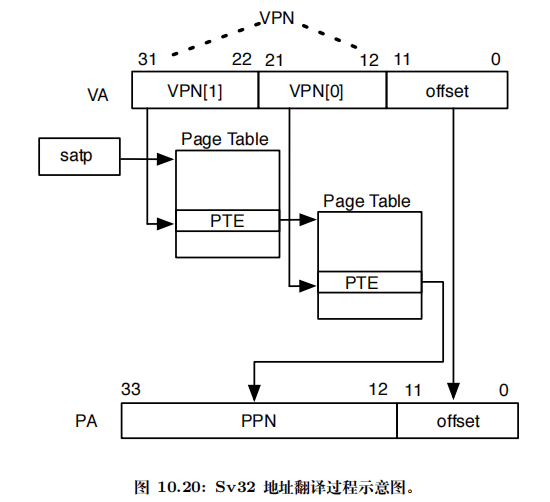 VPN
31 22 21 12 11 0
VA VPN[1] VPN[0] offset
Page Table
satp
PTE
Page Table
PTE
33 12 11 0
PA PPN offset
图 10.20: Sv32 地址翻译过程示意图。